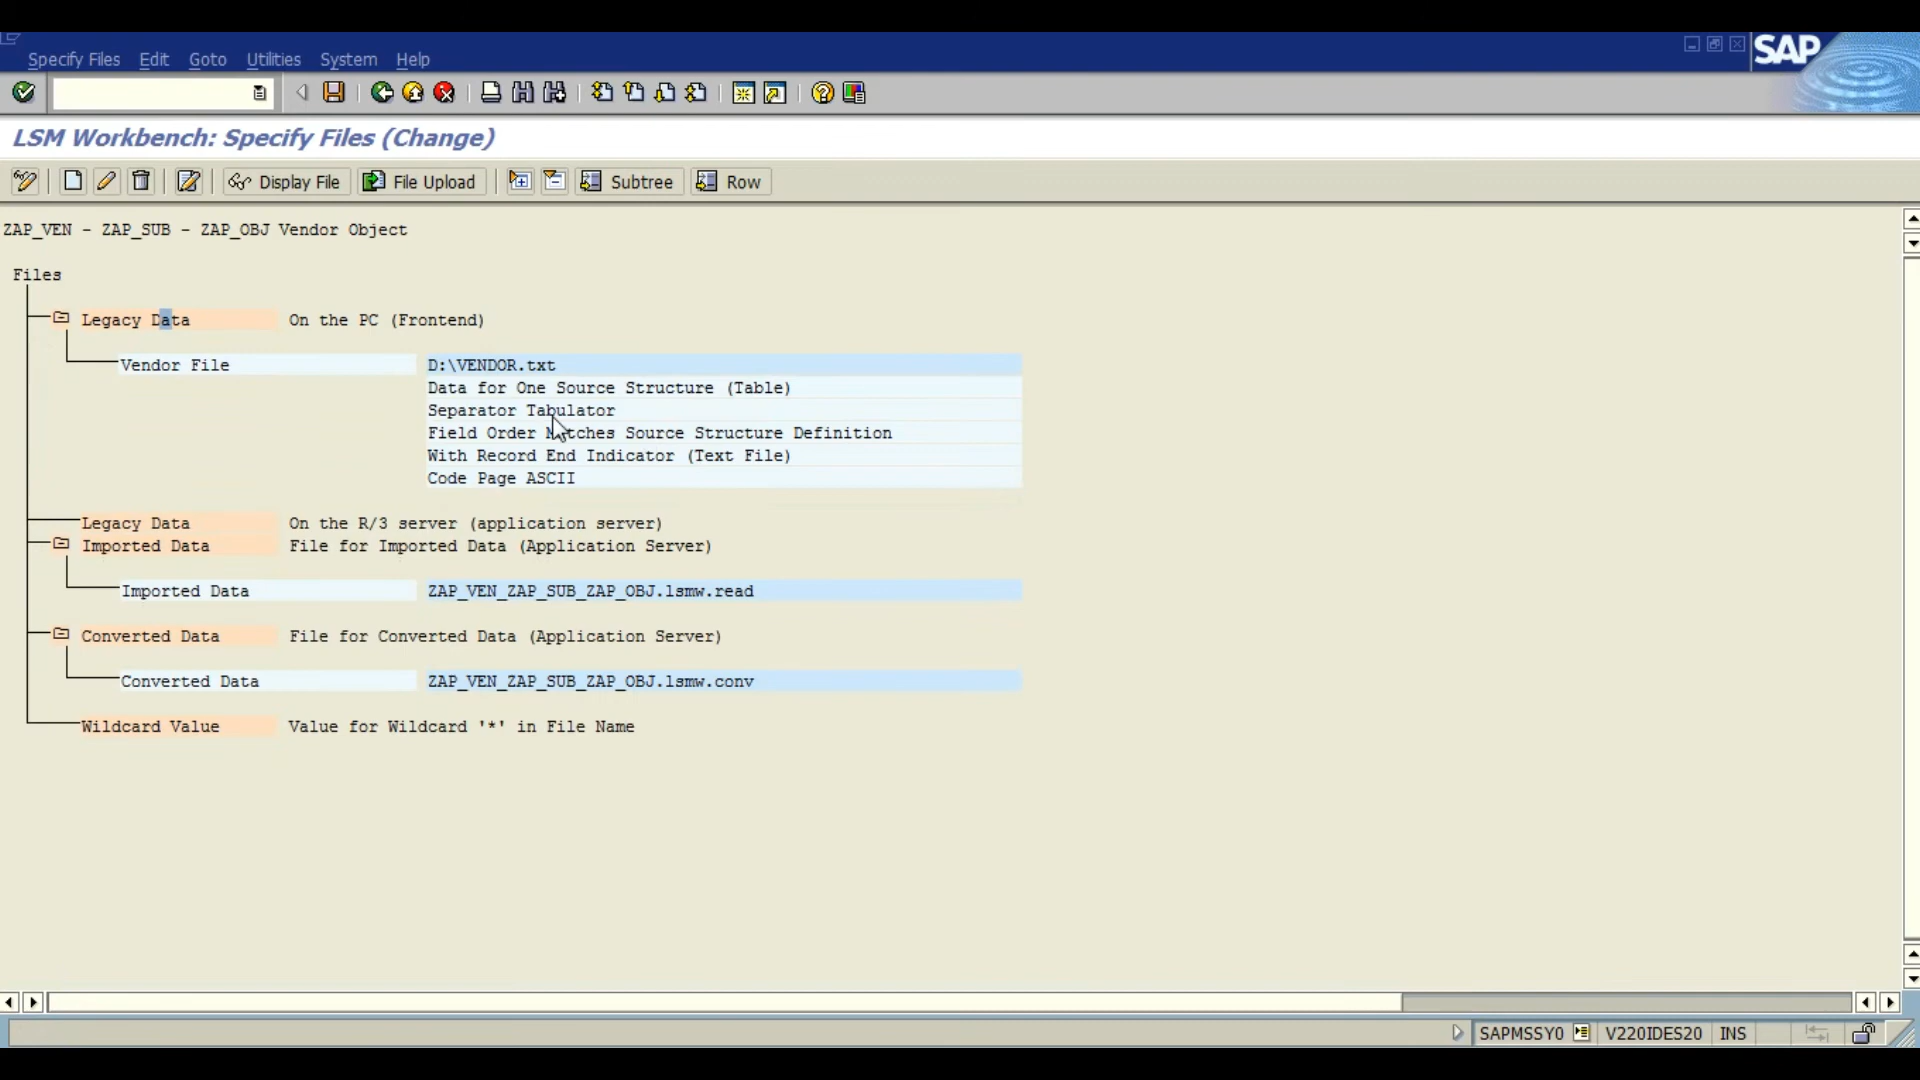 Specify Files Edit Goto Utilities System Help
SAP
LSM Workbench: Specify Files (Change)
Display File File Upload Subtree Row
ZAP_VEN - ZAP_SUB - ZAP_OBJ Vendor Object
Files
Legacy Data On the PC (Frontend)
Vendor File D:\VENDOR.txt
Data for One Source Structure (Table)
Separator Tabulator
Field Order Matches Source Structure Definition
With Record End Indicator (Text File)
Code Page ASCII
Legacy Data On the R/3 server (application server)
Imported Data File for Imported Data (Application Server)
Imported Data ZAP_VEN_ZAP_SUB_ZAP_OBJ.lsmw.read
Converted Data File for Converted Data (Application Server)
Converted Data ZAP_VEN_ZAP_SUB_ZAP_OBJ.lsmw.conv
Wildcard Value Value for Wildcard '*' in File Name
SAPMSSY0 V220IDES20 INS